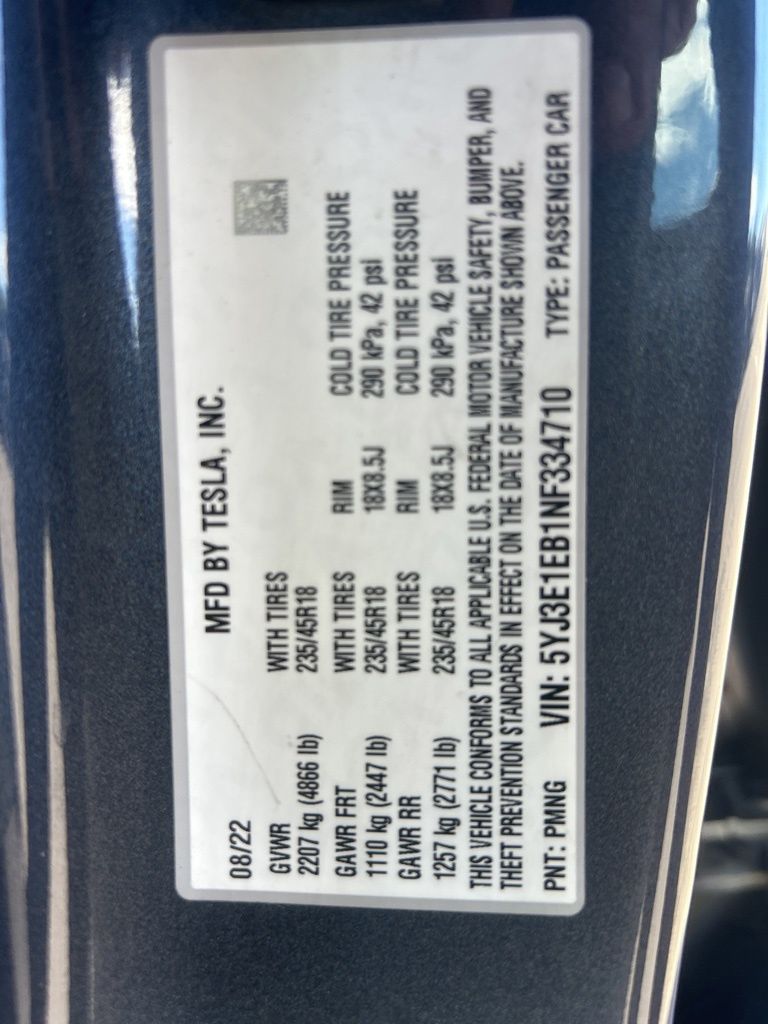 MFD BY TESLA, INC.
08/22
GVWR WITH TIRES
2207 kg (4866 lb) 235/45R18
GAWR FRT WITH TIRES RIM COLD TIRE PRESSURE
1110 kg (2447 lb) 235/45R18 18X8.5J 290 kPa, 42 psi
GAWR RR WITH TIRES RIM COLD TIRE PRESSURE
1257 kg (2771 lb) 235/45R18 18X8.5J 290 kPa, 42 psi
THIS VEHICLE CONFORMS TO ALL APPLICABLE U.S. FEDERAL MOTOR VEHICLE SAFETY, BUMPER, AND
THEFT PREVENTION STANDARDS IN EFFECT ON THE DATE OF MANUFACTURE SHOWN ABOVE.
PNT: PMNG VIN: 5YJ3E1EB1NF334710 TYPE: PASSENGER CAR